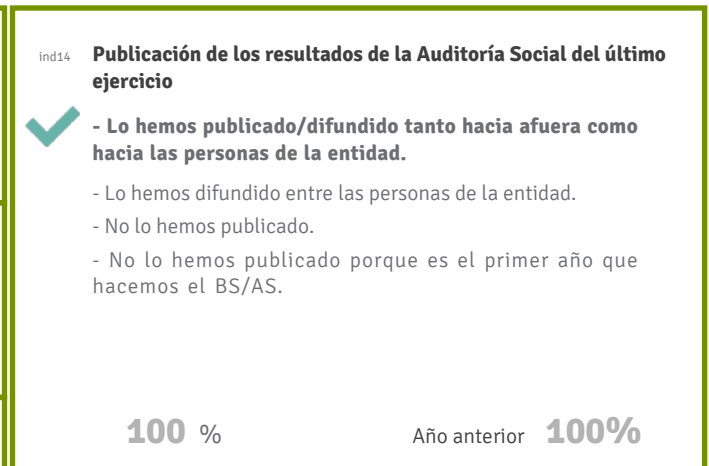 ind14 Publicación de los resultados de la Auditoría Social del último
ejercicio
- Lo hemos publicado/difundido tanto hacia afuera como
hacia las personas de la entidad.
- Lo hemos difundido entre las personas de la entidad.
- No lo hemos publicado.
- No lo hemos publicado porque es el primer año que
hacemos el BS/AS.
100 % Año anterior 100%